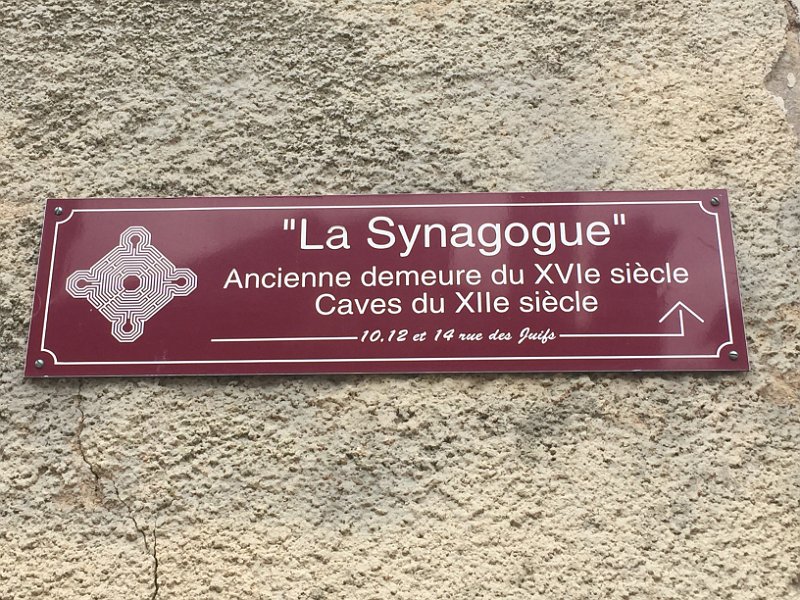 "La Synagogue"
Ancienne demeure du XVIe siècle
Caves du XIIe siècle
10,12 et 14 rue des Juifs